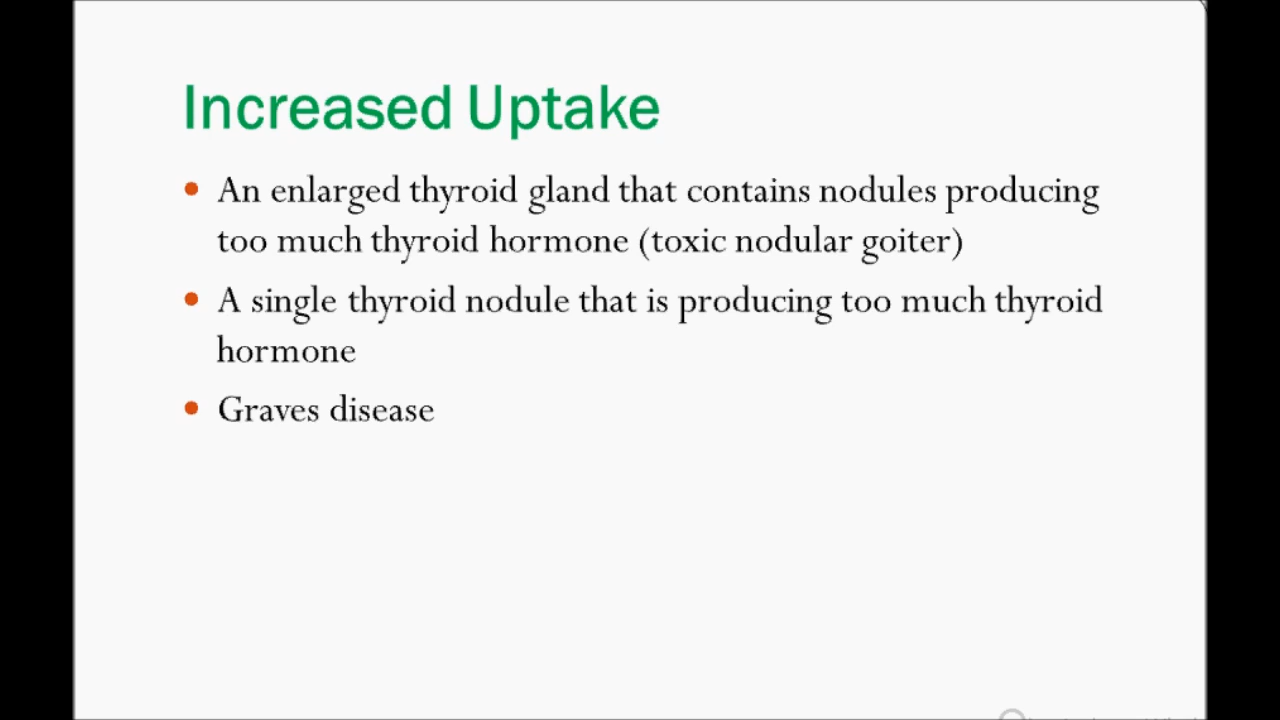 Increased Uptake
• An enlarged thyroid gland that contains nodules producing
too much thyroid hormone (toxic nodular goiter)
• A single thyroid nodule that is producing too much thyroid
hormone
• Graves disease